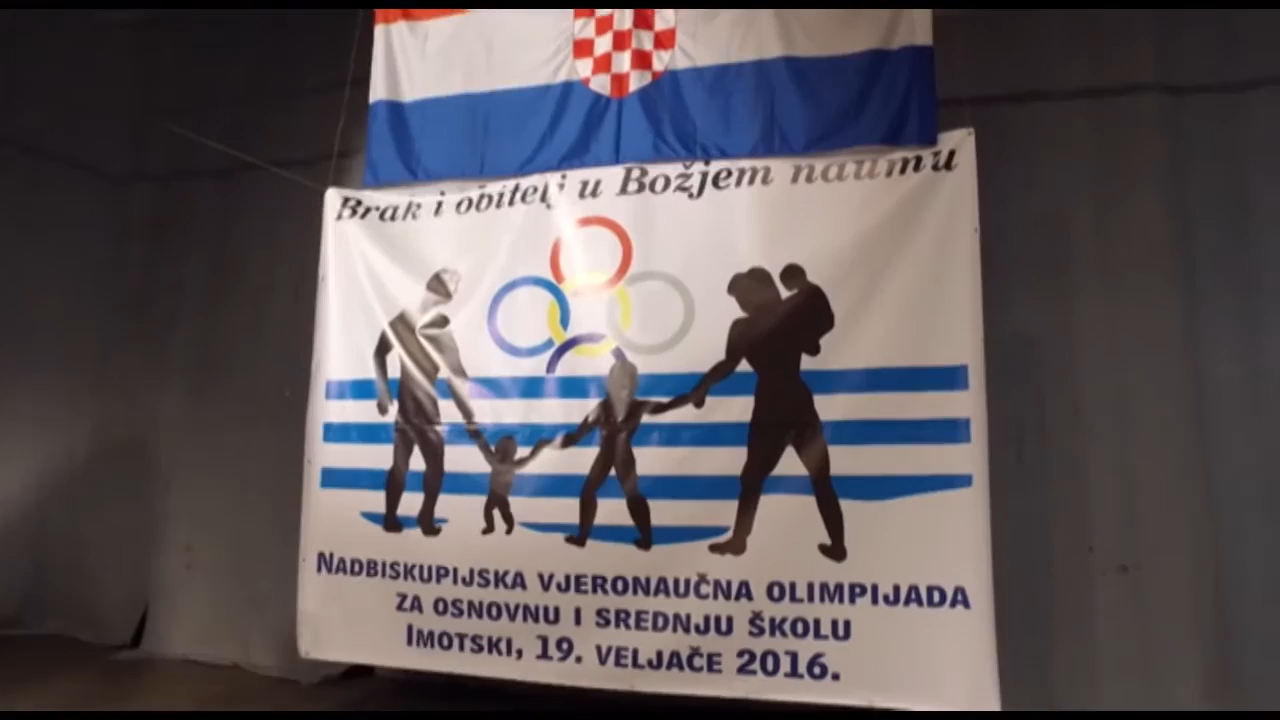 Brak i obitelj u Božjem naumu
NADBISKUPIJSKA VJERONAUČNA OLIMPIJADA
ZA OSNOVNU I SREDNJU ŠKOLU
IMOTSKI, 19. VELJAČE 2016.